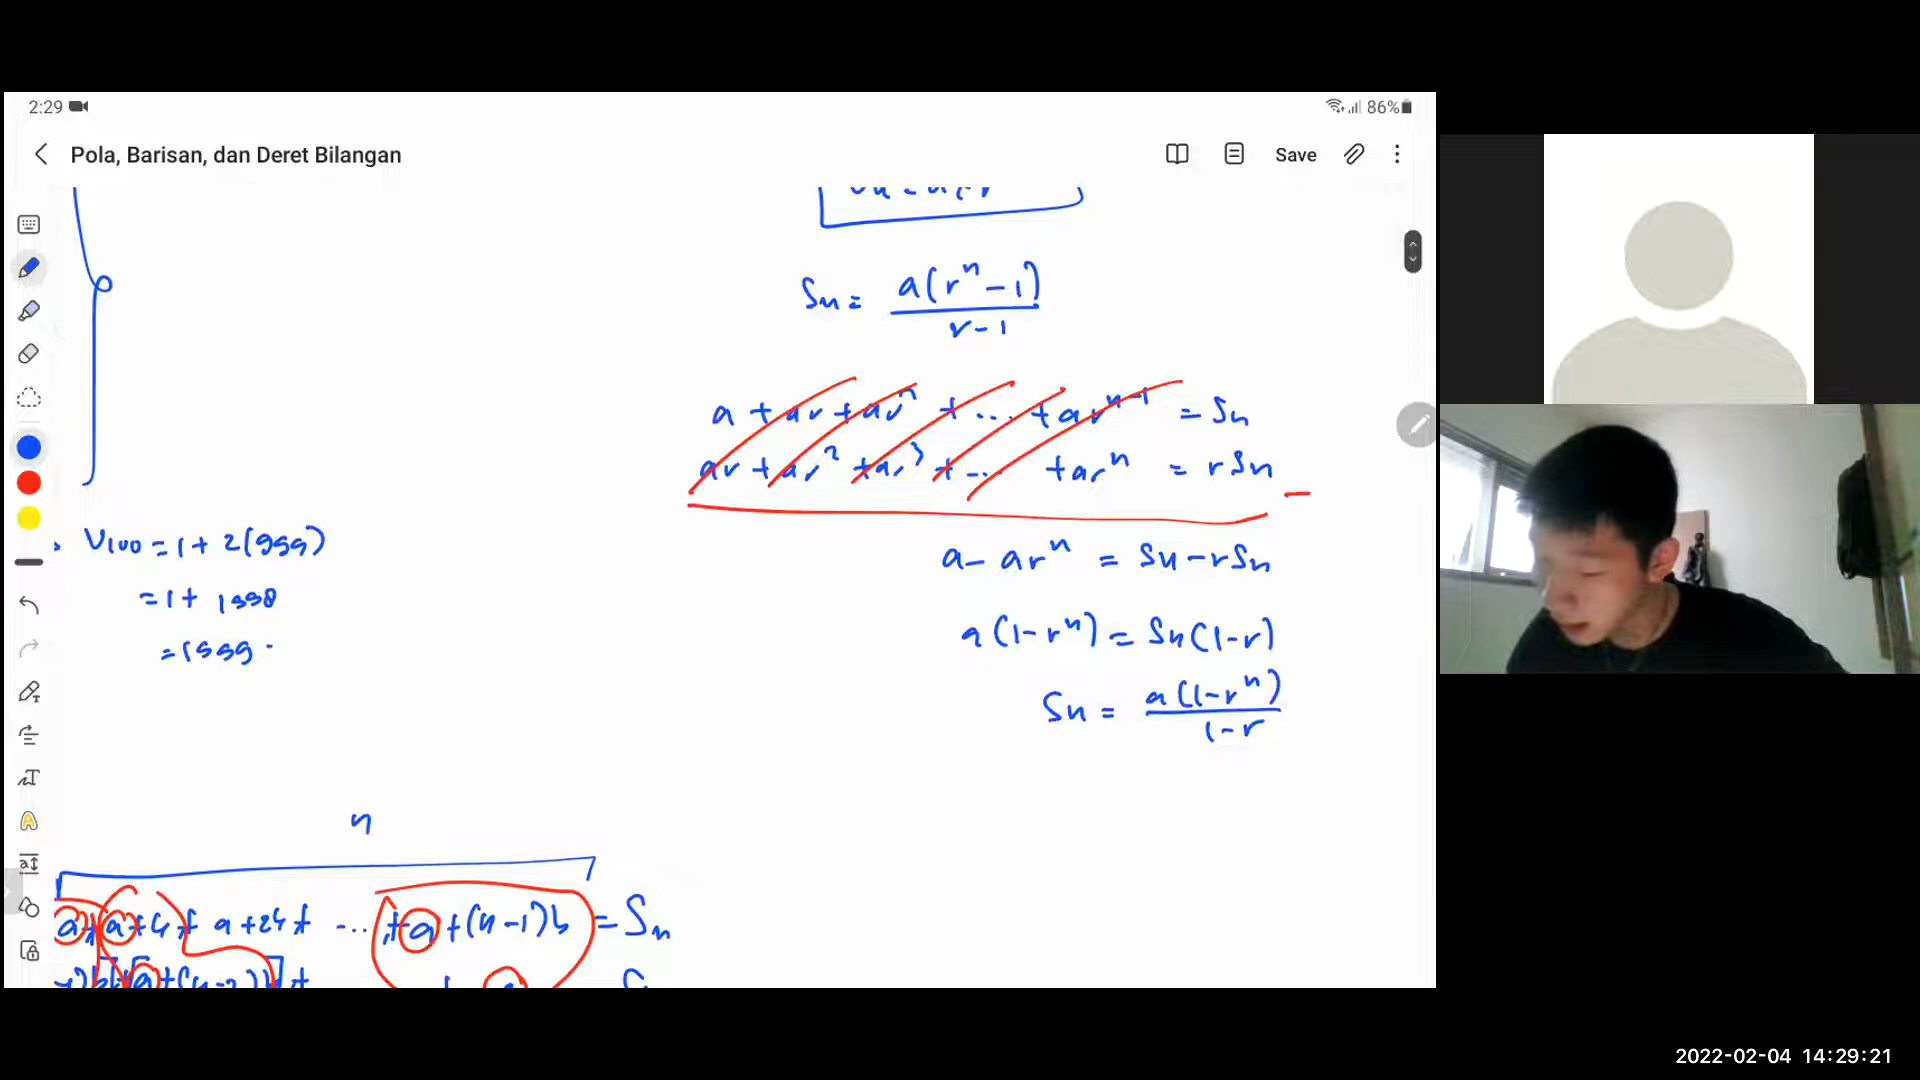 2:29
86%
Pola, Barisan, dan Deret Bilangan
Save
Sn = a(r^n - 1) / r - 1
a + ar + ar^2 + ... + ar^n-1 = Sn
ar + ar^2 + ar^3 + ... + ar^n = rSn
a - ar^n = Sn - rSn
a(1 - r^n) = Sn(1 - r)
Sn = a(1 - r^n) / 1 - r
U100 = 1 + 2(999)
= 1 + 1998
= 1999
n
a + a + b + a + 2b + ... + a + (n - 1)b = Sn
2022-02-04 14:29:21